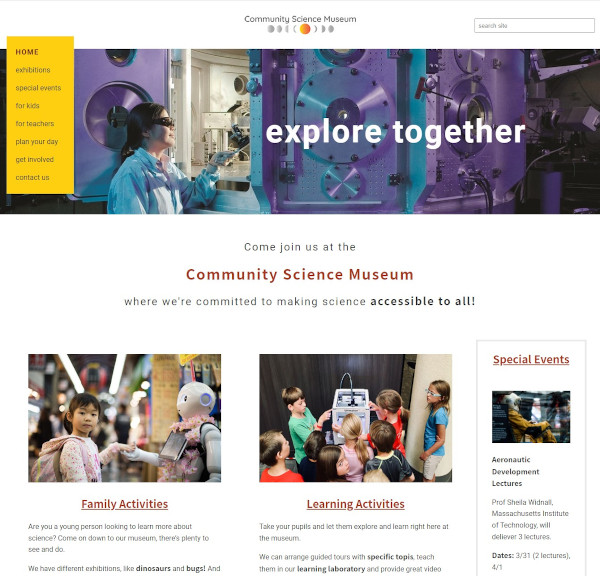 Community Science Museum
search site
HOME
exhibitions
special events
for kids
for teachers
plan your day
get involved
contact us
explore together
Come join us at the
Community Science Museum
where we're committed to making science accessible to all!
Family Activities
Are you a young person looking to learn more about
science? Come on down to our museum, there's plenty to
see and do.
We have different exhibitions, like dinosaurs and bugs! And
Learning Activities
Take your pupils and let them explore and learn right here at
the museum.
We can arrange guided tours with specific topis, teach
them in our learning laboratory and provide great video
Special Events
Aeronautic
Development
Lectures
Prof Sheila Widnall,
Massachusetts Institute
of Technology, will
deliever 3 lectures.
Dates: 3/31 (2 lectures),
4/1